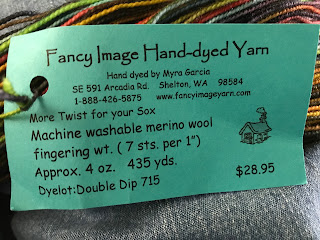 Fancy Image Hand-dyed Yarn
Hand dyed by Myra Garcia
SE 591 Arcadia Rd. Shelton, WA 98584
1-888-426-5875 www.fancyimageyarn.com
More Twist for your Sox
Machine washable merino wool
fingering wt. ( 7 sts. per 1")
Approx. 4 oz. 435 yds.
Dyelot:Double Dip 715
$28.95